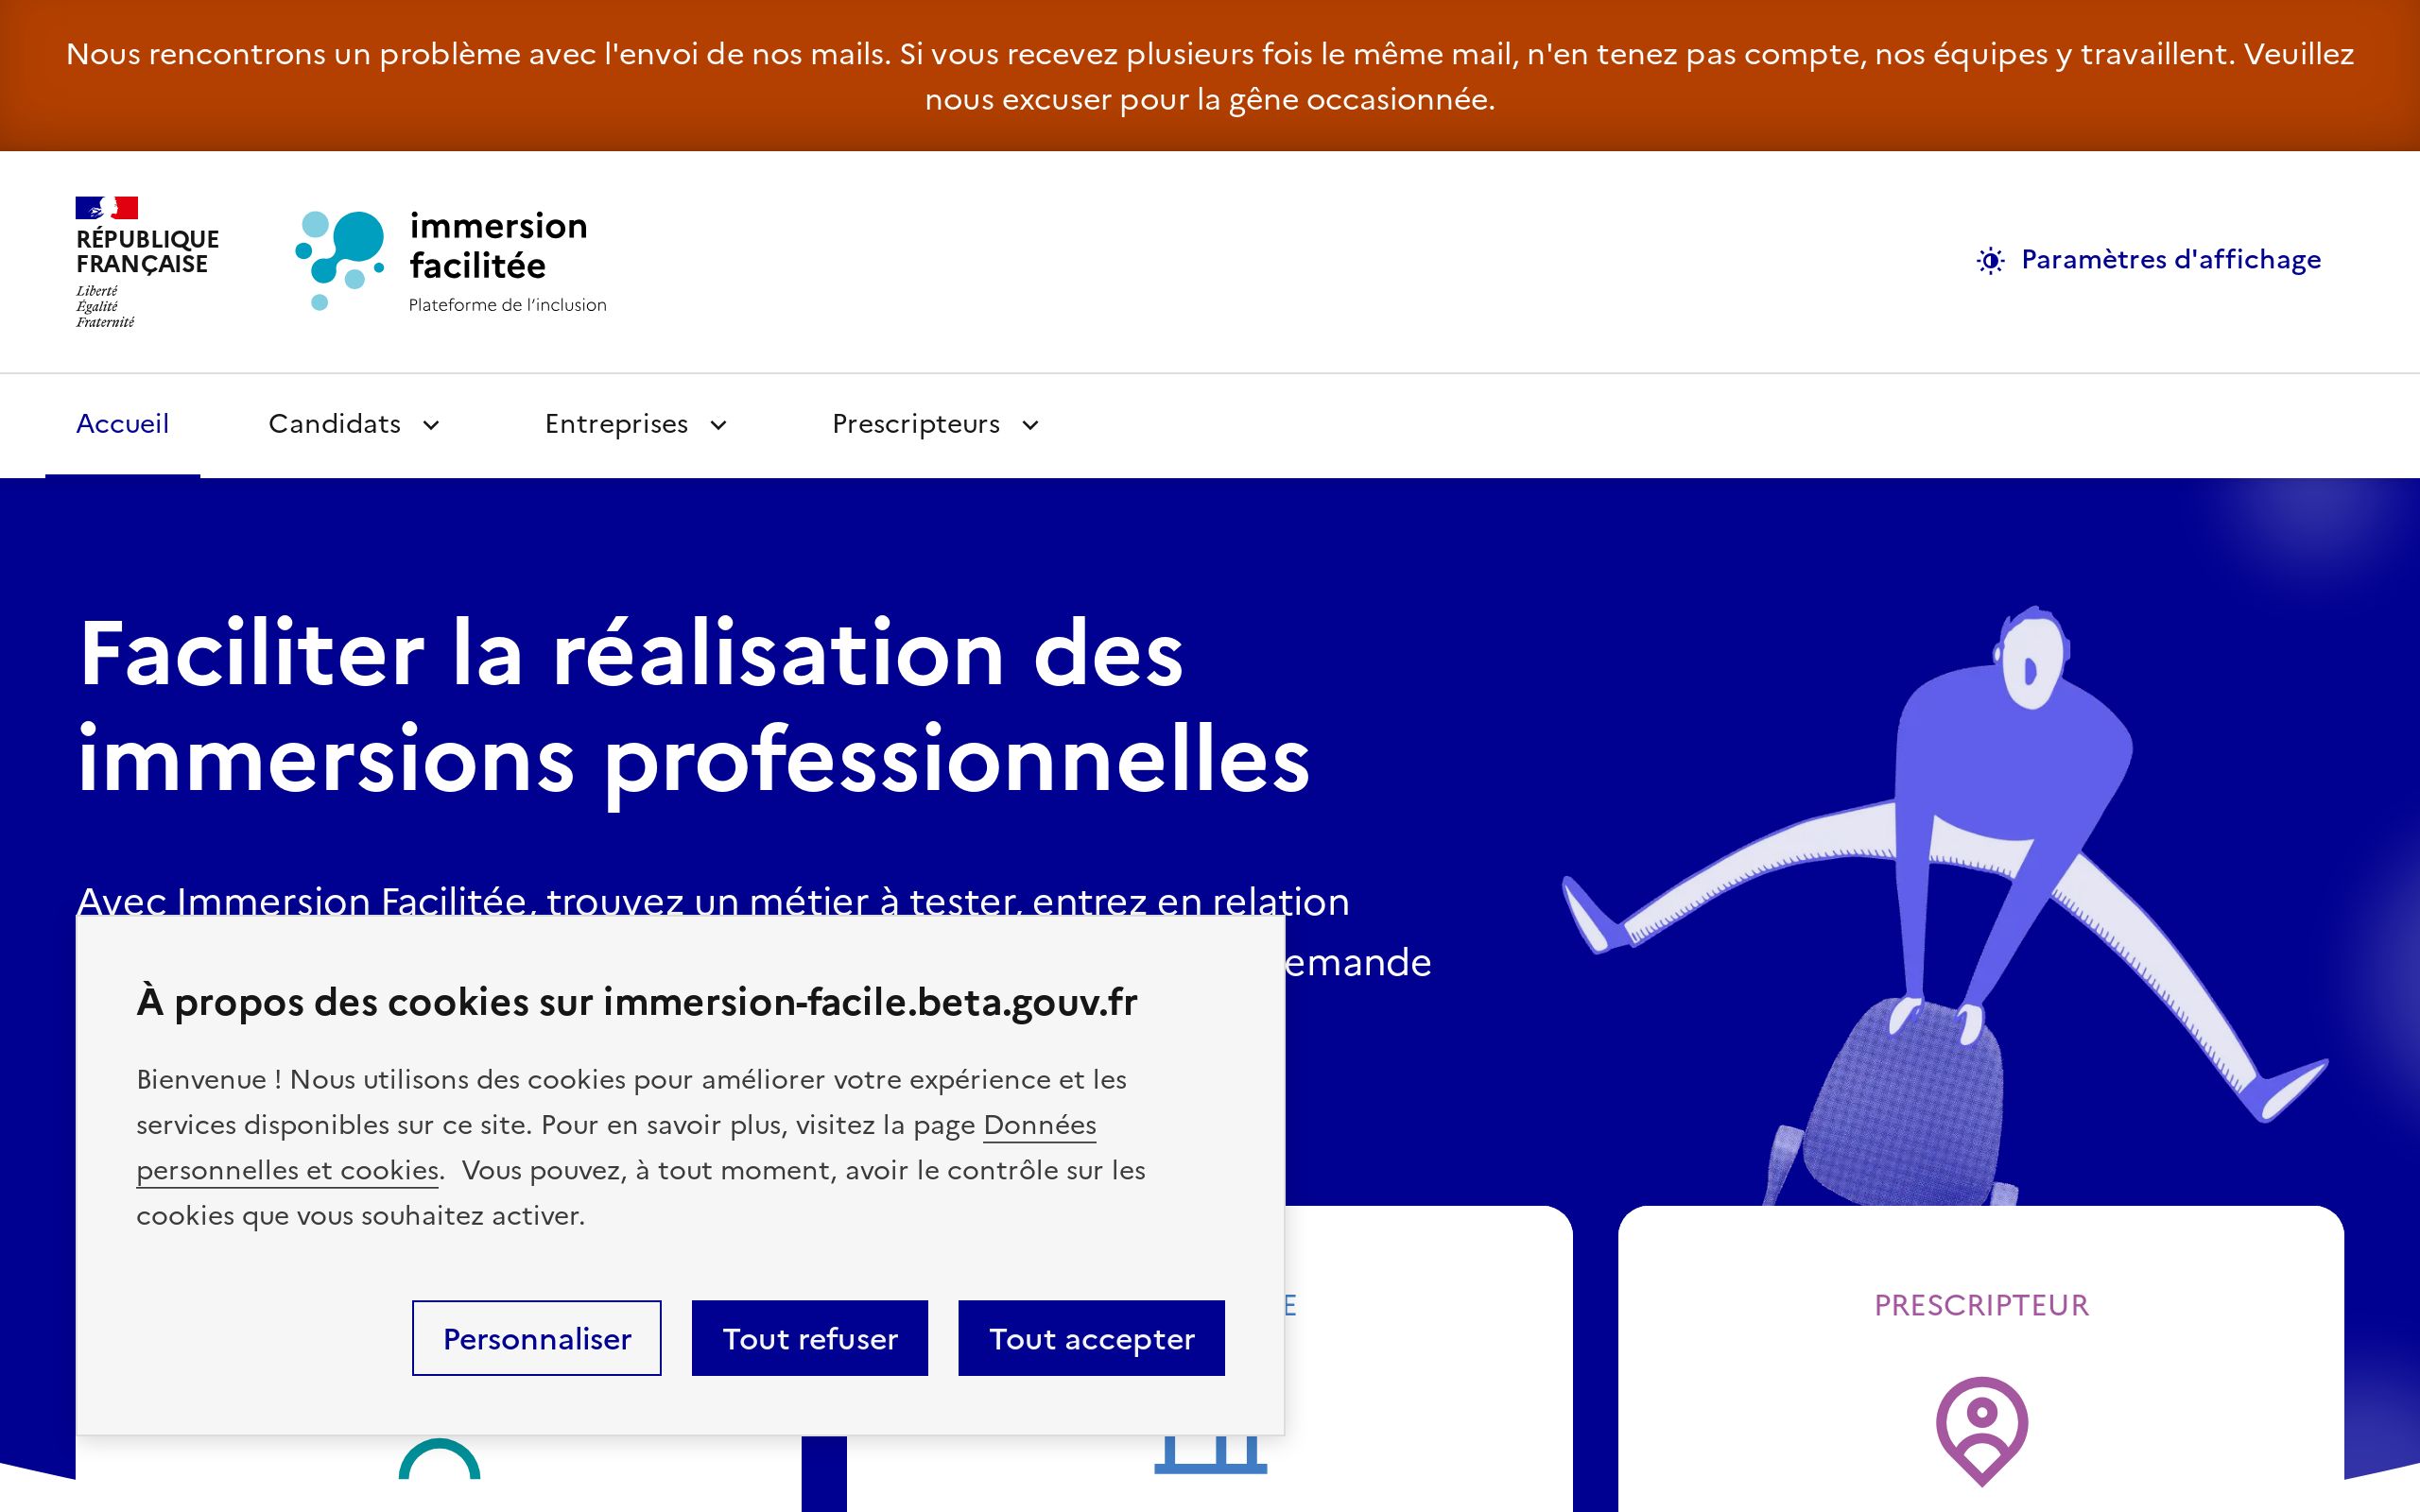 Nous rencontrons un problème avec l'envoi de nos mails. Si vous recevez plusieurs fois le même mail, n'en tenez pas compte, nos équipes y travaillent. Veuillez
nous excuser pour la gêne occasionnée.
RÉPUBLIQUE
FRANÇAISE
Liberté
Égalité
Fraternité
immersion
facilitée
Plateforme de l’inclusion
Paramètres d'affichage
Accueil
Candidats
Entreprises
Prescripteurs
Faciliter la réalisation des
immersions professionnelles
Avec Immersion Facilitée, trouvez un métier à tester, entrez en relation
emande
À propos des cookies sur immersion-facile.beta.gouv.fr
Bienvenue ! Nous utilisons des cookies pour améliorer votre expérience et les
services disponibles sur ce site. Pour en savoir plus, visitez la page Données
personnelles et cookies.  Vous pouvez, à tout moment, avoir le contrôle sur les
cookies que vous souhaitez activer.
Personnaliser
Tout refuser
Tout accepter
E
PRESCRIPTEUR